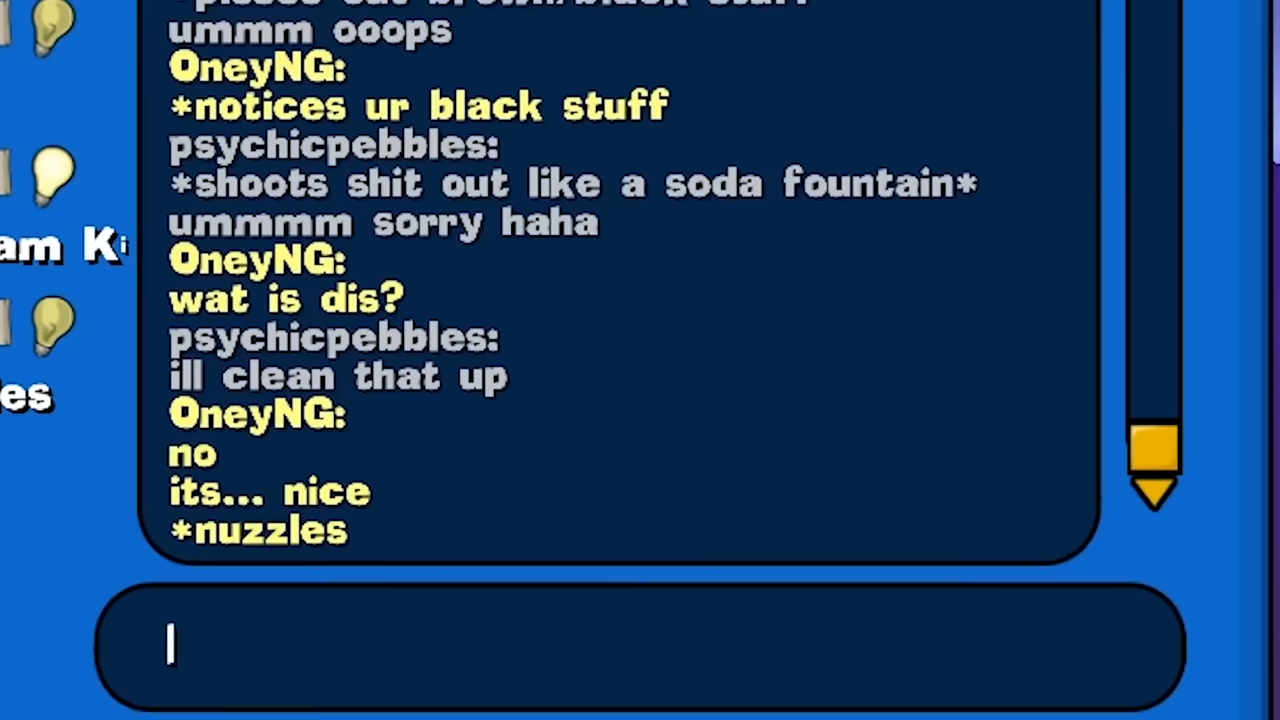 ummm ooops
OneyNG:
*notices ur black stuff
psychicpebbles:
*shoots shit out like a soda fountain*
ummmm sorry haha
OneyNG:
wat is dis?
psychicpebbles:
ill clean that up
OneyNG:
no
its... nice
*nuzzles
am Ki
es